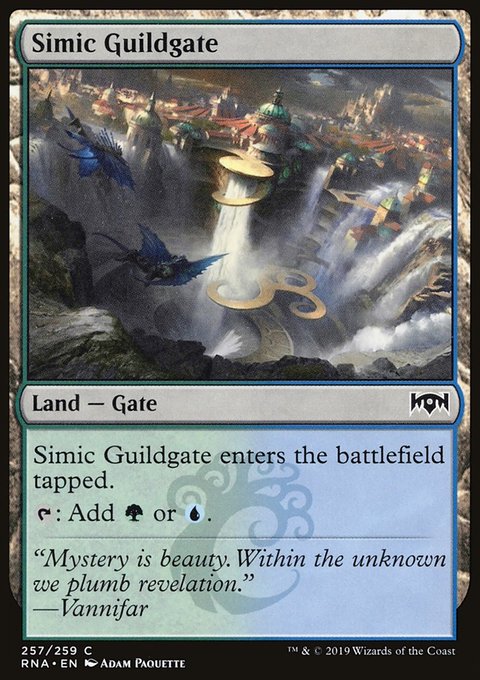 Simic Guildgate
Land — Gate
Simic Guildgate enters the battlefield
tapped.
: Add or .
“Mystery is beauty. Within the unknown
we plumb revelation.”
—Vannifar
257/259 C
RNA • EN Adam Paquette
™ & © 2019 Wizards of the Coast